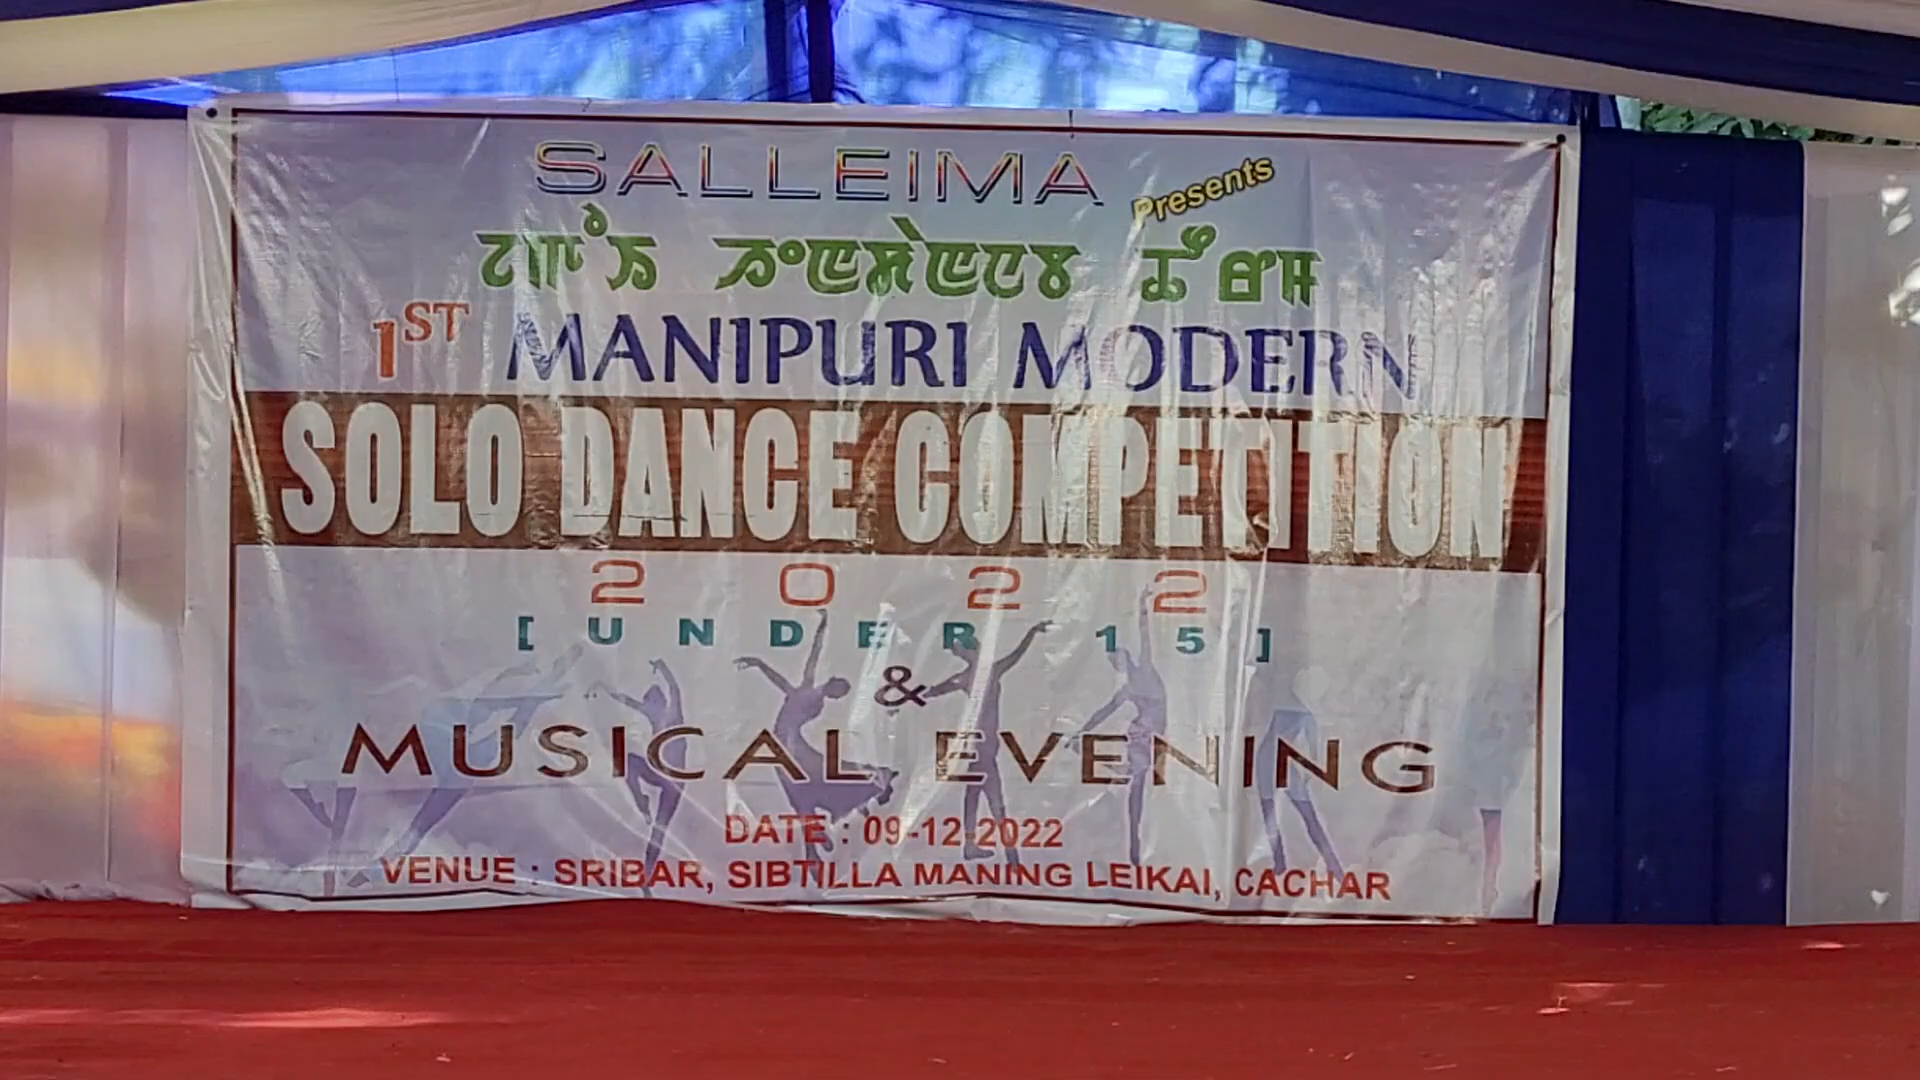 SALLEIMA Presents
1ST MANIPURI MODERN
SOLO DANCE COMPETITION
2022
[UNDER 15]
&
MUSICAL EVENING
DATE : 09-12-2022
VENUE : SRIBAR, SIBTILLA MANING LEIKAI, CACHAR